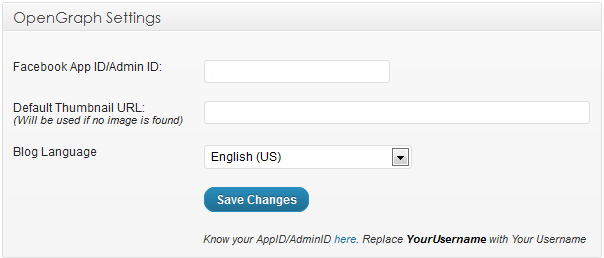 OpenGraph Settings
Facebook App ID/Admin ID:
Default Thumbnail URL:
(Will be used if no image is found)
Blog Language
English (US)
Save Changes
Know your AppID/AdminID here. Replace YourUsername with Your Username